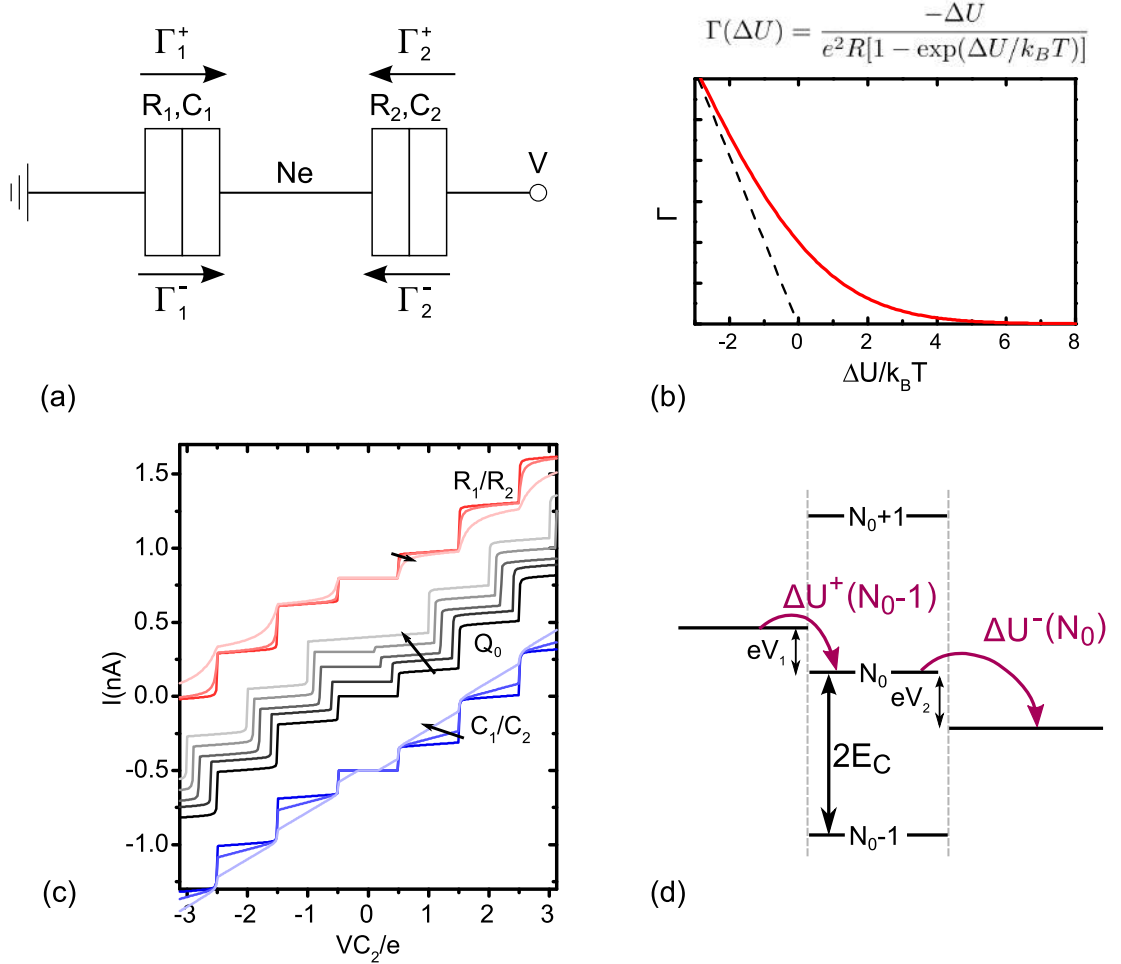 Γ₁⁺ Γ₂⁺
R₁,C₁ R₂,C₂
Ne
V
Γ₁⁻ Γ₂⁻
(a)
Γ(ΔU) = -ΔU / e²R[1 − exp(ΔU/k_BT)]
Γ
-2 0 2 4 6 8
ΔU/k_BT
(b)
I(nA)
1.5
1.0
0.5
0.0
-0.5
-1.0
R₁/R₂
Q₀
C₁/C₂
-3 -2 -1 0 1 2 3
VC₂/e
(c)
N₀+1
ΔU⁺(N₀-1)
ΔU⁻(N₀)
eV₁
N₀
eV₂
2E_C
N₀-1
(d)